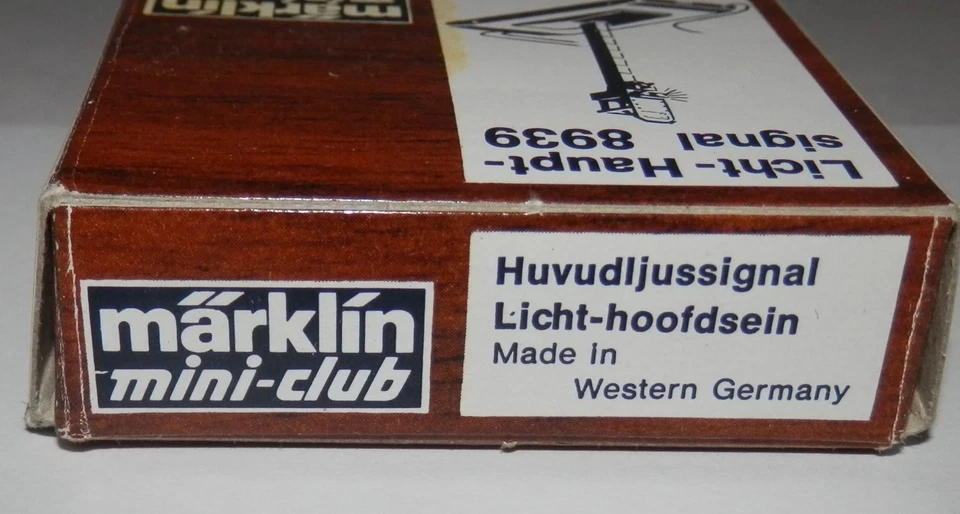 märklin
Licht-Haupt-
signal 8939
märklin
mini-club
Huvudljussignal
Licht-hoofdsein
Made in
Western Germany